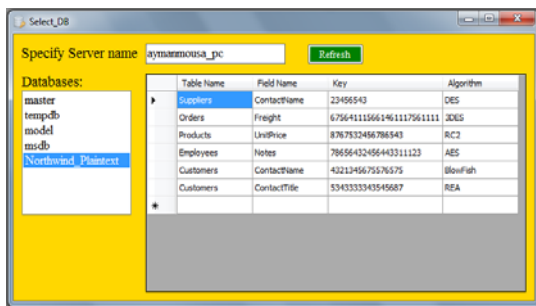 Select_DB
Specify Server name aymanmousa_pc Refresh
Databases:
master
tempdb
model
msdb
Northwind_Plaintext
Table Name Field Name Key Algorithm
Suppliers ContactName 23456543 DES
Orders Freight 67564111566146111756111 3DES
Products UnitPrice 8767532456786543 RC2
Employees Notes 78656432456443311123 AES
Customers ContactName 4321345675576575 BlowFish
Customers ContactTitle 5343333343545687 REA